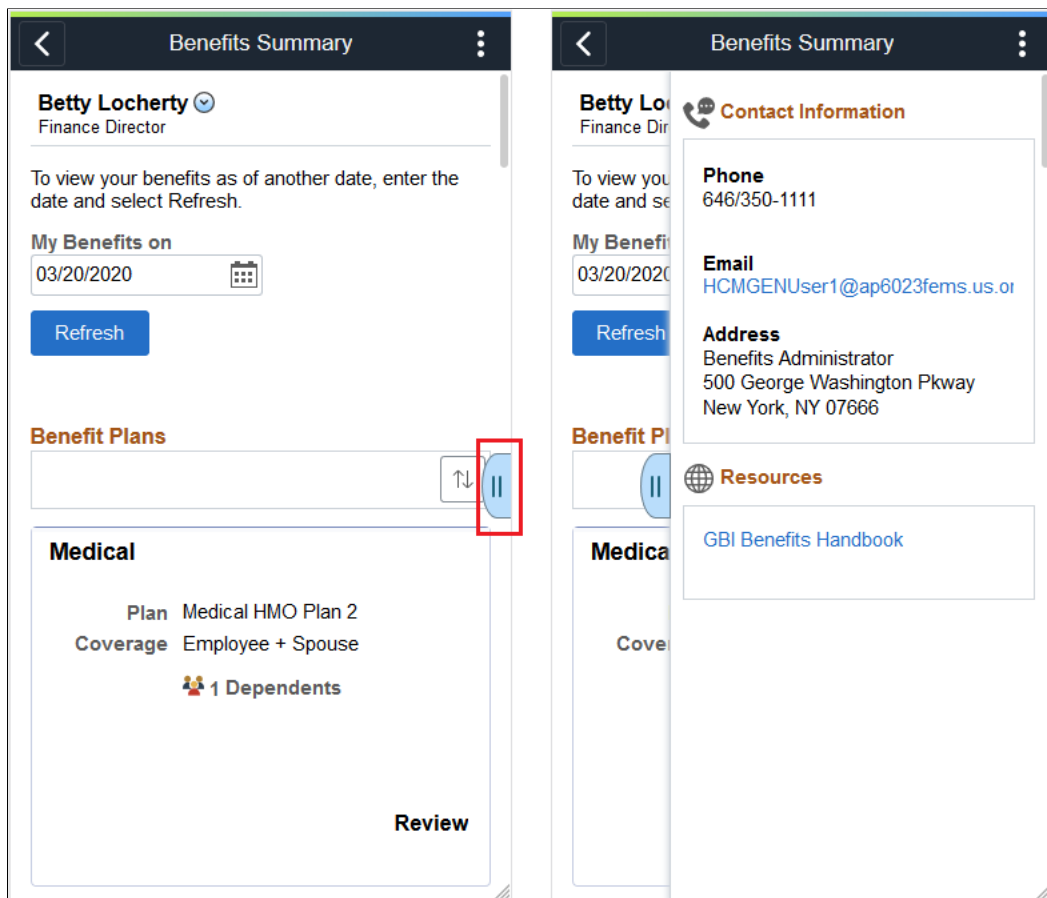 Benefits Summary
Betty Locherty
Finance Director
To view your benefits as of another date, enter the
date and select Refresh.
My Benefits on
03/20/2020
Refresh
Benefit Plans
Medical
Plan Medical HMO Plan 2
Coverage Employee + Spouse
1 Dependents
Review
Benefits Summary
Betty Lo
Finance Dir
To view you
date and se
My Benefi
03/20/2020
Refresh
Benefit Pl
Medica
Cove
Contact Information
Phone
646/350-1111
Email
HCMGENUser1@ap6023fems.us.or
Address
Benefits Administrator
500 George Washington Pkway
New York, NY 07666
Resources
GBI Benefits Handbook